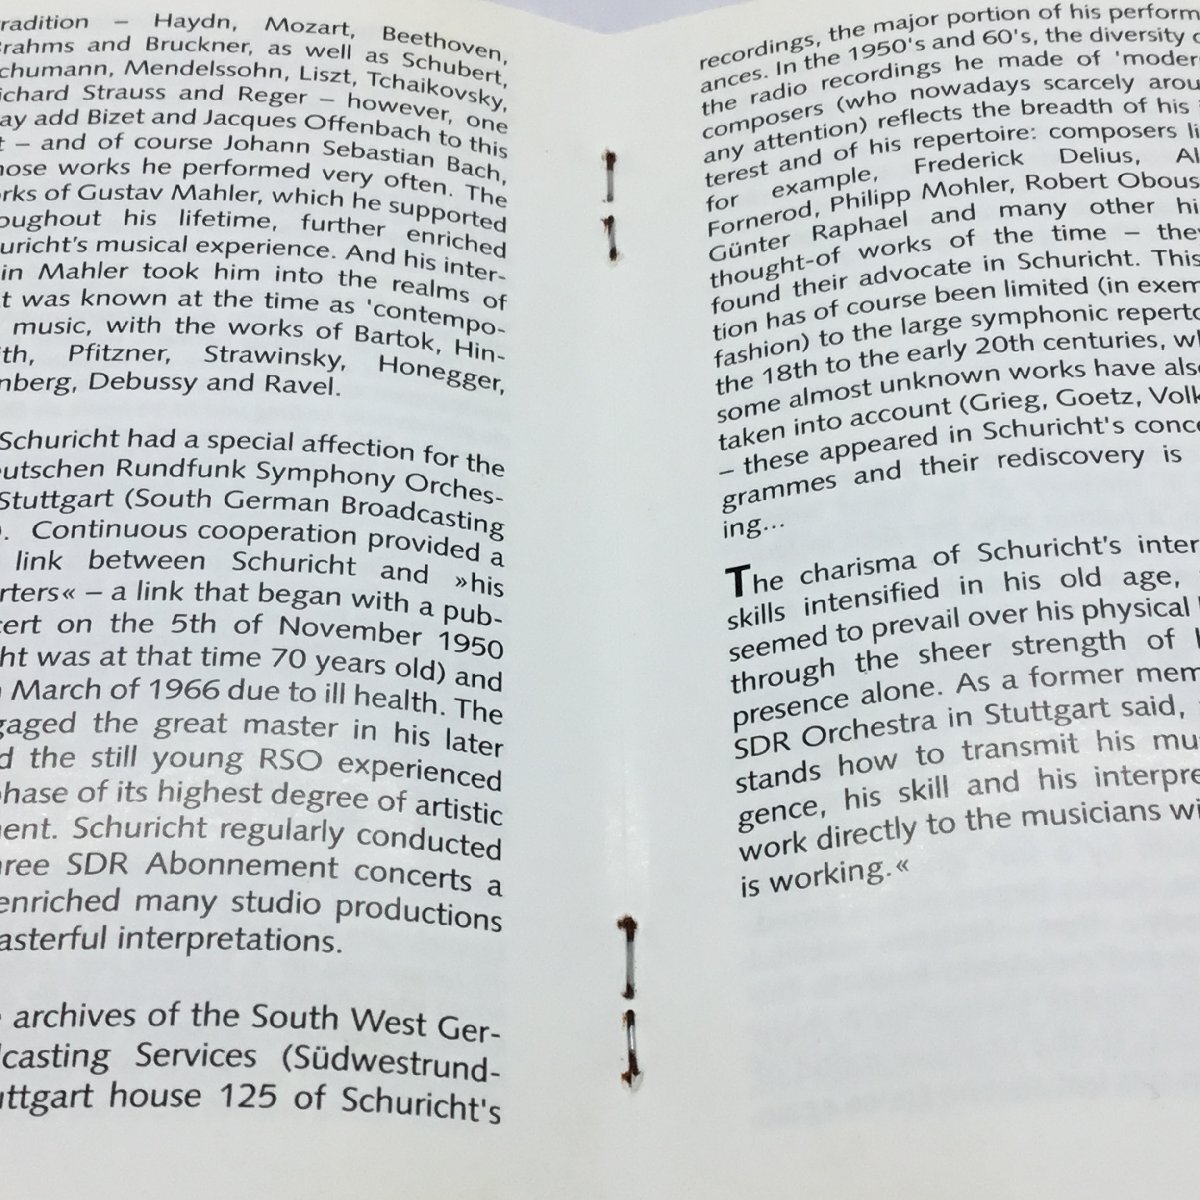 tradition – Haydn, Mozart, Beethoven,
Brahms and Bruckner, as well as Schubert,
Schumann, Mendelssohn, Liszt, Tchaikovsky,
Richard Strauss and Reger – however, one
ay add Bizet and Jacques Offenbach to this
t – and of course Johann Sebastian Bach,
hose works he performed very often. The
rks of Gustav Mahler, which he supported
oughout his lifetime, further enriched
uricht's musical experience. And his inter-
in Mahler took him into the realms of
t was known at the time as 'contempo-
music, with the works of Bartok, Hin-
ith, Pfitzner, Strawinsky, Honegger,
nberg, Debussy and Ravel.
Schuricht had a special affection for the
eutschen Rundfunk Symphony Orches-
Stuttgart (South German Broadcasting
). Continuous cooperation provided a
link between Schuricht and »his
rters« – a link that began with a pub-
cert on the 5th of November 1950
ht was at that time 70 years old) and
March of 1966 due to ill health. The
gaged the great master in his later
d the still young RSO experienced
phase of its highest degree of artistic
ent. Schuricht regularly conducted
hree SDR Abonnement concerts a
enriched many studio productions
asterful interpretations.
e archives of the South West Ger-
dcasting Services (Südwestrund-
uttgart house 125 of Schuricht's
recordings, the major portion of his perform
ances. In the 1950's and 60's, the diversity o
the radio recordings he made of 'moder
composers (who nowadays scarcely arou
any attention) reflects the breadth of his
terest and of his repertoire: composers li
for example, Frederick Delius, Al
Fornerod, Philipp Mohler, Robert Obous
Günter Raphael and many other hi
thought-of works of the time – they
found their advocate in Schuricht. This
tion has of course been limited (in exem
fashion) to the large symphonic reperto
the 18th to the early 20th centuries, wh
some almost unknown works have also
taken into account (Grieg, Goetz, Volk
– these appeared in Schuricht's conce
grammes and their rediscovery is
ing...
The charisma of Schuricht's inter
skills intensified in his old age,
seemed to prevail over his physical
through the sheer strength of h
presence alone. As a former mem
SDR Orchestra in Stuttgart said,
stands how to transmit his mus
gence, his skill and his interpre
work directly to the musicians wi
is working.«